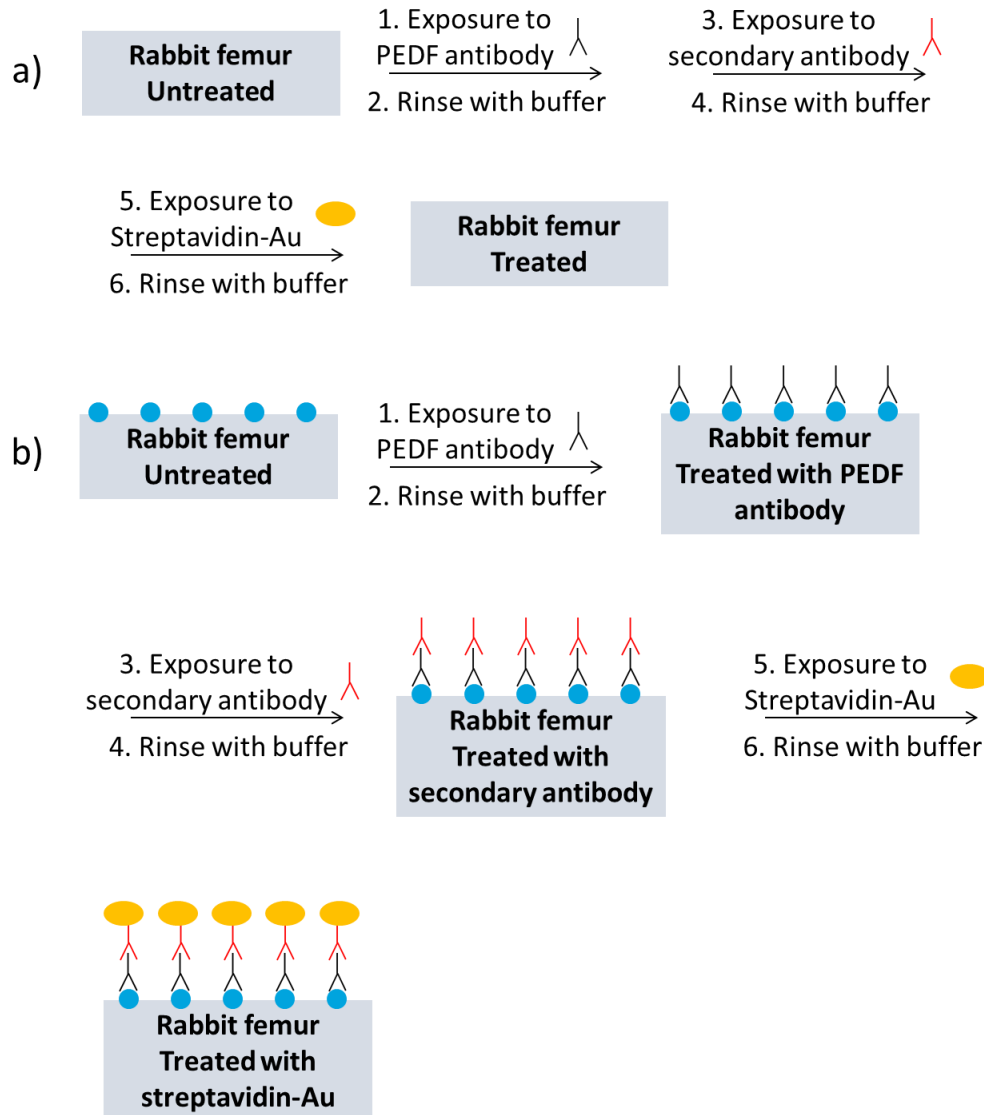 a)
Rabbit femur
Untreated
1. Exposure to
PEDF antibody
2. Rinse with buffer
3. Exposure to
secondary antibody
4. Rinse with buffer
5. Exposure to
Streptavidin-Au
6. Rinse with buffer
Rabbit femur
Treated
b)
Rabbit femur
Untreated
1. Exposure to
PEDF antibody
2. Rinse with buffer
Rabbit femur
Treated with PEDF
antibody
3. Exposure to
secondary antibody
4. Rinse with buffer
Rabbit femur
Treated with
secondary antibody
5. Exposure to
Streptavidin-Au
6. Rinse with buffer
Rabbit femur
Treated with
streptavidin-Au